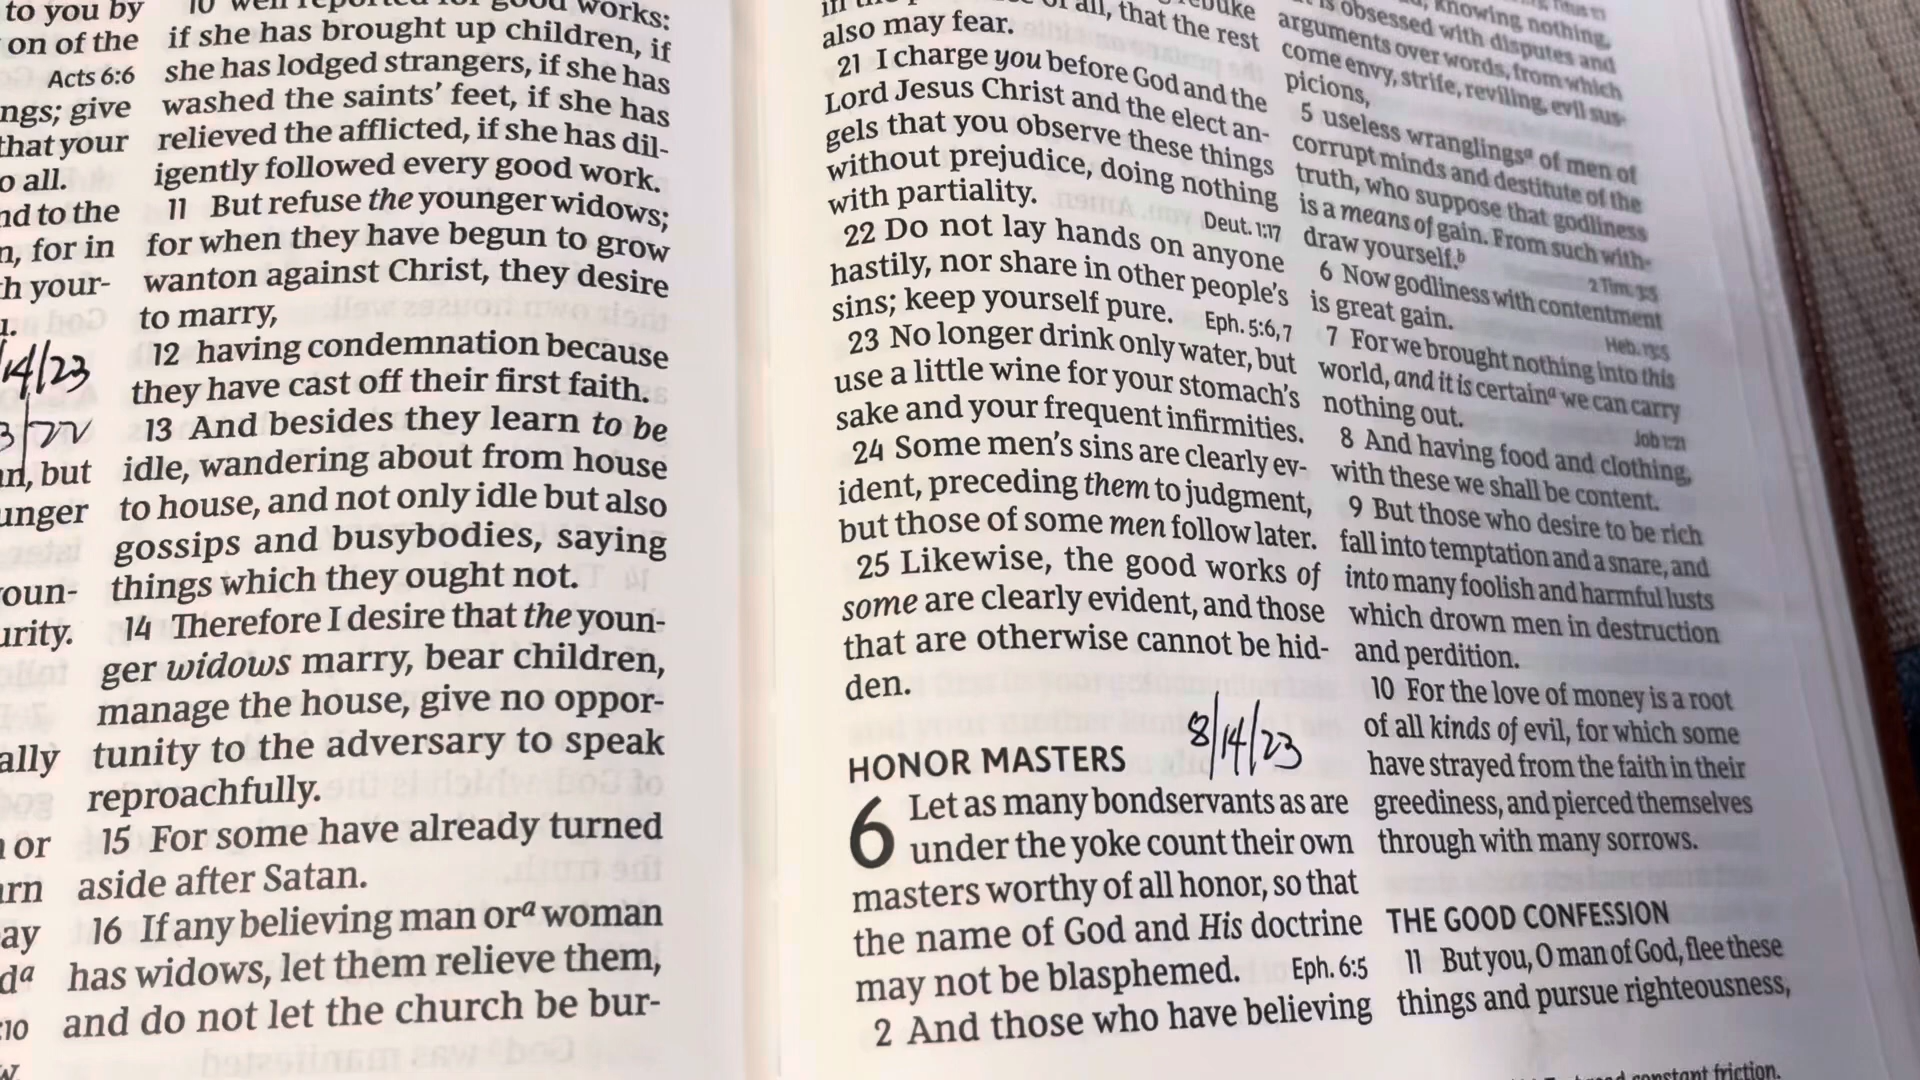 to you by
on of the
Acts 6:6
ngs; give
that your
o all.
nd to the
n, for in
h your-
14/23
an, but
unger
oun-
urity.
ally
or
arn
ay
:10
10 well reported for good works:
if she has brought up children, if
she has lodged strangers, if she has
washed the saints' feet, if she has
relieved the afflicted, if she has dil-
igently followed every good work.
11 But refuse the younger widows;
for when they have begun to grow
wanton against Christ, they desire
to marry,
12 having condemnation because
they have cast off their first faith.
13 And besides they learn to be
idle, wandering about from house
to house, and not only idle but also
gossips and busybodies, saying
things which they ought not.
14 Therefore I desire that the youn-
ger widows marry, bear children,
manage the house, give no oppor-
tunity to the adversary to speak
reproachfully.
15 For some have already turned
aside after Satan.
16 If any believing man orª woman
has widows, let them relieve them,
and do not let the church be bur-
of all, that the rest
also may fear.
21 I charge you before God and the
Lord Jesus Christ and the elect an-
gels that you observe these things
without prejudice, doing nothing
with partiality.
Deut. 1:17
22 Do not lay hands on anyone
hastily, nor share in other people's
sins; keep yourself pure. Eph. 5:6,7
23 No longer drink only water, but
use a little wine for your stomach's
sake and your frequent infirmities.
24 Some men's sins are clearly ev-
ident, preceding them to judgment,
but those of some men follow later.
25 Likewise, the good works of
some are clearly evident, and those
that are otherwise cannot be hid-
den.
8/14/23
HONOR MASTERS
6 Let as many bondservants as are
under the yoke count their own
masters worthy of all honor, so that
the name of God and His doctrine
may not be blasphemed. Eph. 6:5
2 And those who have believing
knowing nothing,
is obsessed with disputes and
arguments over words, from which
come envy, strife, reviling, evil sus-
picions,
5 useless wranglingsª of men of
corrupt minds and destitute of the
truth, who suppose that godliness
is a means of gain. From such with-
draw yourself.ᵇ
2 Tim. 3:5
6 Now godliness with contentment
is great gain.
Heb. 13:5
7 For we brought nothing into this
world, and it is certainª we can carry
nothing out.
Job 1:21
8 And having food and clothing,
with these we shall be content.
9 But those who desire to be rich
fall into temptation and a snare, and
into many foolish and harmful lusts
which drown men in destruction
and perdition.
10 For the love of money is a root
of all kinds of evil, for which some
have strayed from the faith in their
greediness, and pierced themselves
through with many sorrows.
THE GOOD CONFESSION
11 But you, O man of God, flee these
things and pursue righteousness,
constant friction.